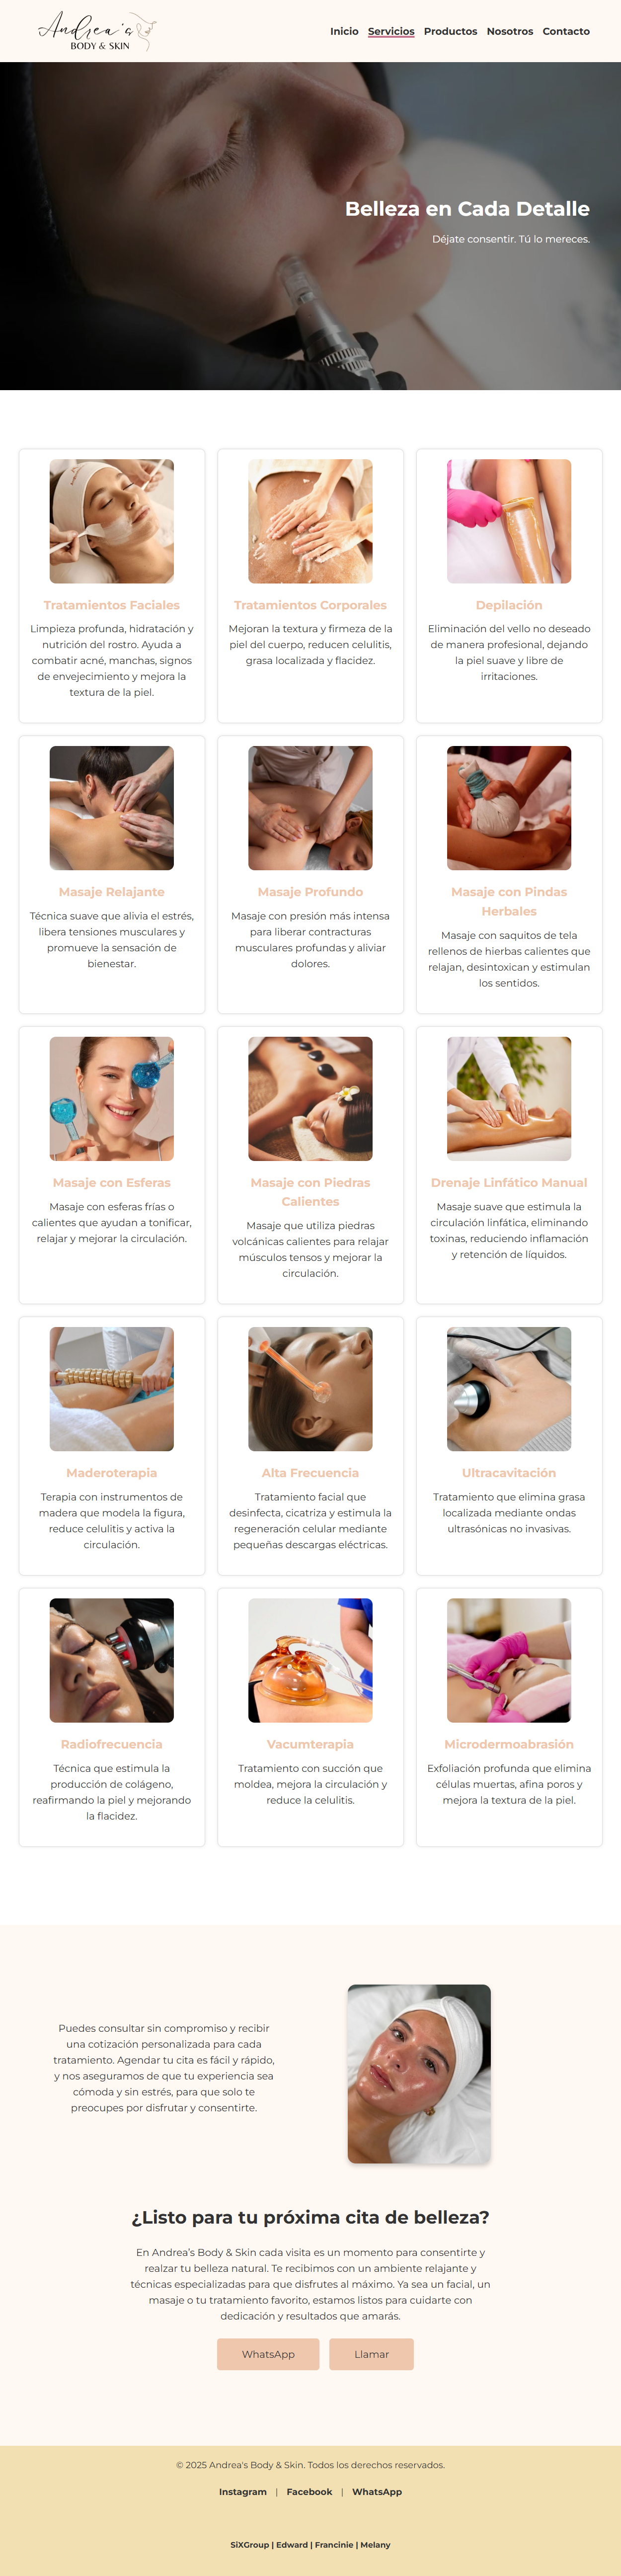 Andrea's
BODY & SKIN
Inicio Servicios Productos Nosotros Contacto
Belleza en Cada Detalle
Déjate consentir. Tú lo mereces.
Tratamientos Faciales
Limpieza profunda, hidratación y
nutrición del rostro. Ayuda a
combatir acné, manchas, signos
de envejecimiento y mejora la
textura de la piel.
Tratamientos Corporales
Mejoran la textura y firmeza de la
piel del cuerpo, reducen celulitis,
grasa localizada y flacidez.
Depilación
Eliminación del vello no deseado
de manera profesional, dejando
la piel suave y libre de
irritaciones.
Masaje Relajante
Técnica suave que alivia el estrés,
libera tensiones musculares y
promueve la sensación de
bienestar.
Masaje Profundo
Masaje con presión más intensa
para liberar contracturas
musculares profundas y aliviar
dolores.
Masaje con Pindas
Herbales
Masaje con saquitos de tela
rellenos de hierbas calientes que
relajan, desintoxican y estimulan
los sentidos.
Masaje con Esferas
Masaje con esferas frías o
calientes que ayudan a tonificar,
relajar y mejorar la circulación.
Masaje con Piedras
Calientes
Masaje que utiliza piedras
volcánicas calientes para relajar
músculos tensos y mejorar la
circulación.
Drenaje Linfático Manual
Masaje suave que estimula la
circulación linfática, eliminando
toxinas, reduciendo inflamación
y retención de líquidos.
Maderoterapia
Terapia con instrumentos de
madera que modela la figura,
reduce celulitis y activa la
circulación.
Alta Frecuencia
Tratamiento facial que
desinfecta, cicatriza y estimula la
regeneración celular mediante
pequeñas descargas eléctricas.
Ultracavitación
Tratamiento que elimina grasa
localizada mediante ondas
ultrasónicas no invasivas.
Radiofrecuencia
Técnica que estimula la
producción de colágeno,
reafirmando la piel y mejorando
la flacidez.
Vacumterapia
Tratamiento con succión que
moldea, mejora la circulación y
reduce la celulitis.
Microdermoabrasión
Exfoliación profunda que elimina
células muertas, afina poros y
mejora la textura de la piel.
Puedes consultar sin compromiso y recibir
una cotización personalizada para cada
tratamiento. Agendar tu cita es fácil y rápido,
y nos aseguramos de que tu experiencia sea
cómoda y sin estrés, para que solo te
preocupes por disfrutar y consentirte.
¿Listo para tu próxima cita de belleza?
En Andrea's Body & Skin cada visita es un momento para consentirte y
realzar tu belleza natural. Te recibimos con un ambiente relajante y
técnicas especializadas para que disfrutes al máximo. Ya sea un facial, un
masaje o tu tratamiento favorito, estamos listos para cuidarte con
dedicación y resultados que amarás.
WhatsApp Llamar
© 2025 Andrea's Body & Skin. Todos los derechos reservados.
Instagram | Facebook | WhatsApp
SiXGroup | Edward | Francinie | Melany